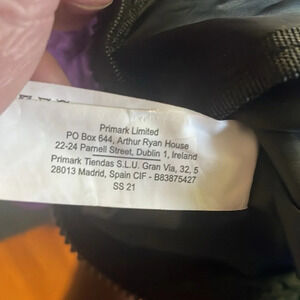 Primark Limited
PO Box 644, Arthur Ryan House
22-24 Parnell Street, Dublin 1, Ireland
Primark Tiendas S.L.U. Gran Via, 32, 5
28013 Madrid, Spain CIF - B83875427
SS 21